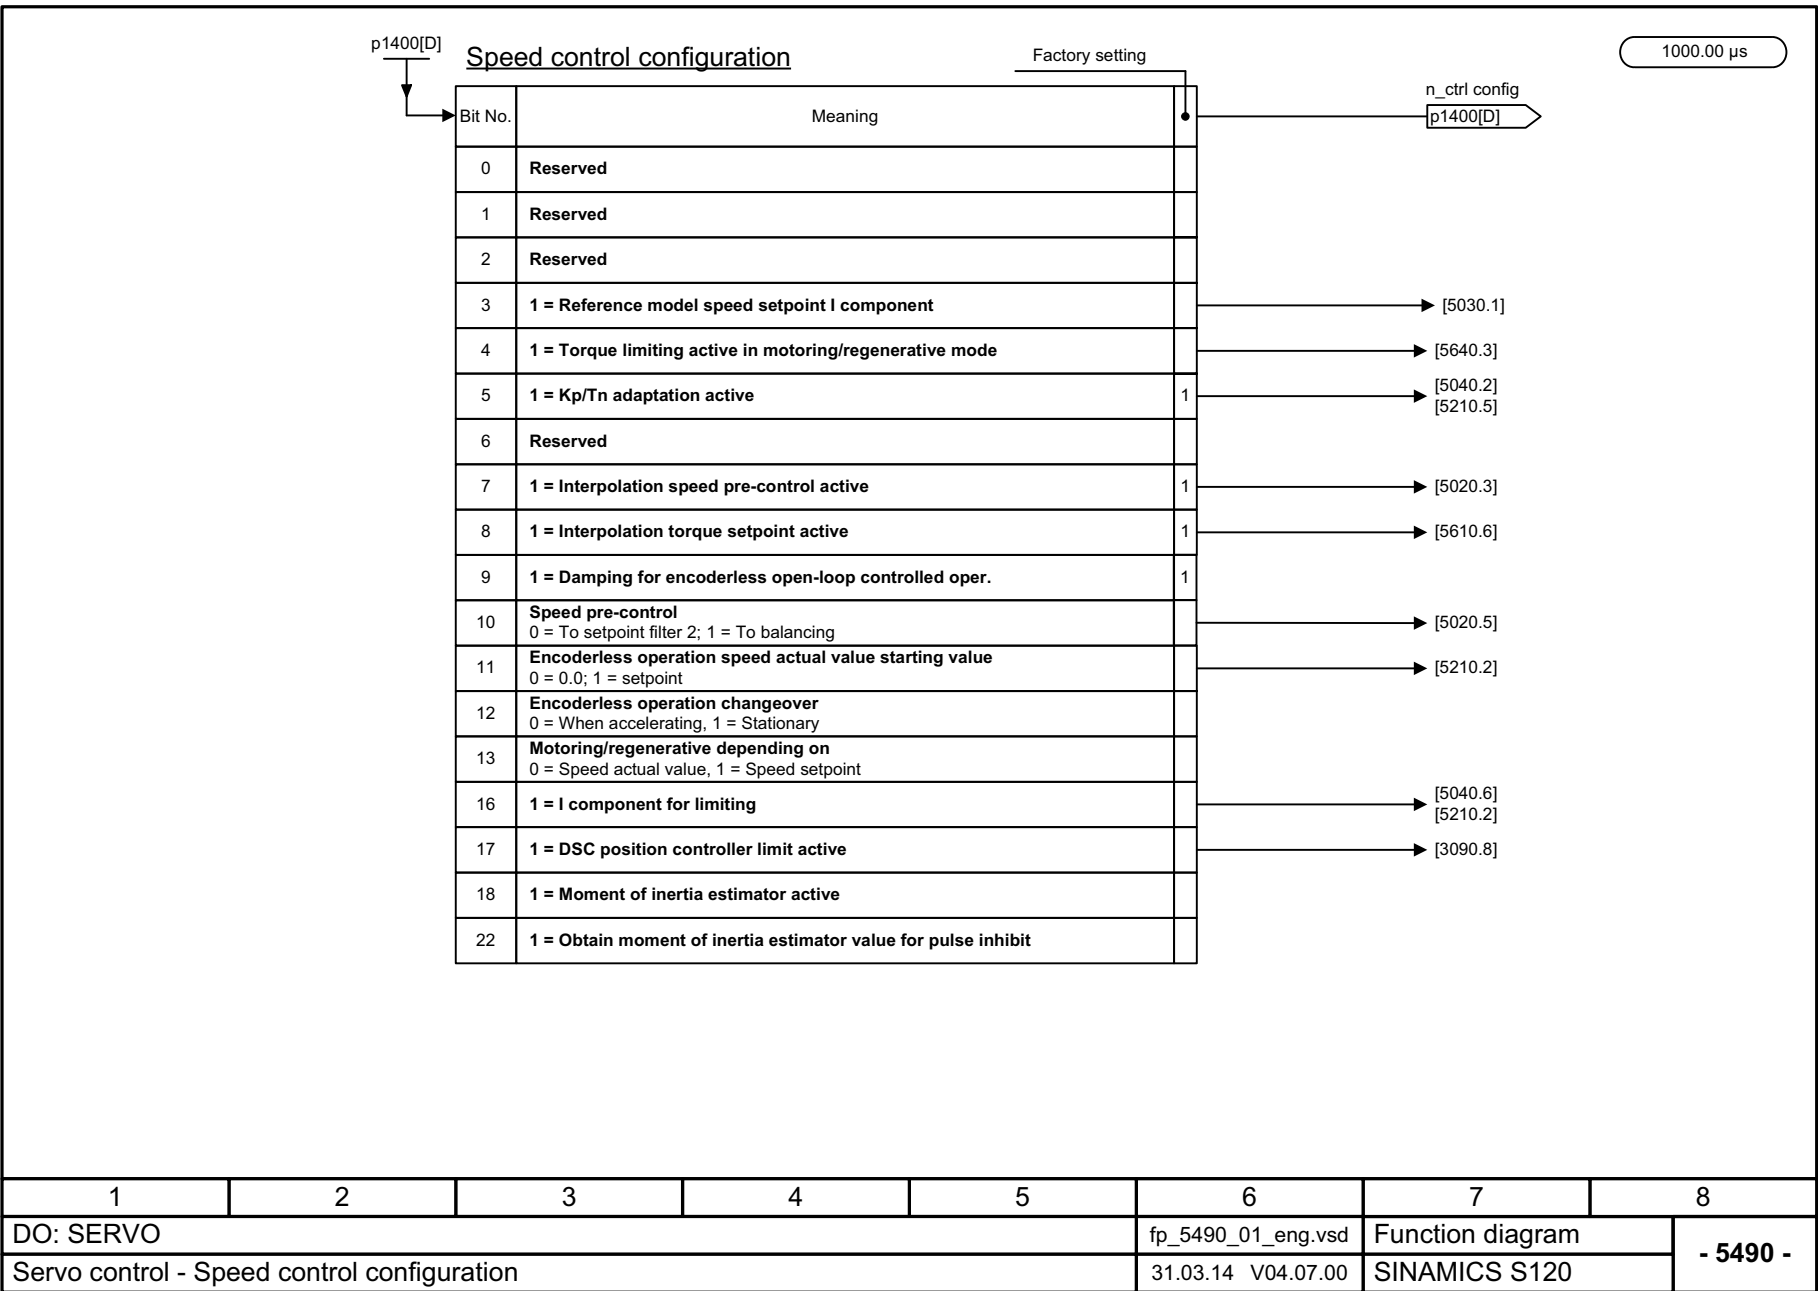 p1400[D]
Speed control configuration
Factory setting
1000.00 µs
n_ctrl config
p1400[D]
Bit No. Meaning
0 Reserved
1 Reserved
2 Reserved
3 1 = Reference model speed setpoint I component [5030.1]
4 1 = Torque limiting active in motoring/regenerative mode [5640.3]
5 1 = Kp/Tn adaptation active 1 [5040.2]
[5210.5]
6 Reserved
7 1 = Interpolation speed pre-control active 1 [5020.3]
8 1 = Interpolation torque setpoint active 1 [5610.6]
9 1 = Damping for encoderless open-loop controlled oper. 1
10 Speed pre-control
0 = To setpoint filter 2; 1 = To balancing [5020.5]
11 Encoderless operation speed actual value starting value
0 = 0.0; 1 = setpoint [5210.2]
12 Encoderless operation changeover
0 = When accelerating, 1 = Stationary
13 Motoring/regenerative depending on
0 = Speed actual value, 1 = Speed setpoint
16 1 = I component for limiting [5040.6]
[5210.2]
17 1 = DSC position controller limit active [3090.8]
18 1 = Moment of inertia estimator active
22 1 = Obtain moment of inertia estimator value for pulse inhibit
1 2 3 4 5 6 7 8
DO: SERVO fp_5490_01_eng.vsd Function diagram
- 5490 -
Servo control - Speed control configuration 31.03.14 V04.07.00 SINAMICS S120